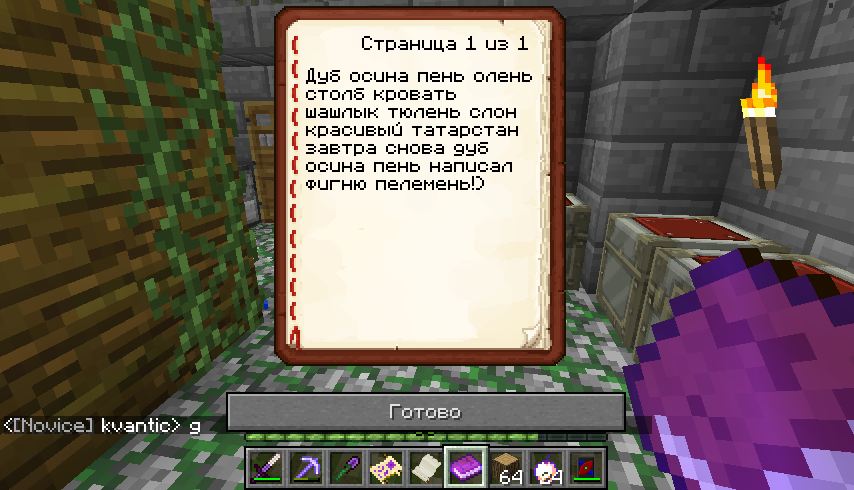 Страница 1 из 1
Дуб осина пень олень
столб кровать
шашлык тюлень слон
красивый татарстан
завтра снова дуб
осина пень написал
фигню пелемень!)
Готово
<[Novice] kvantic> g
64
64